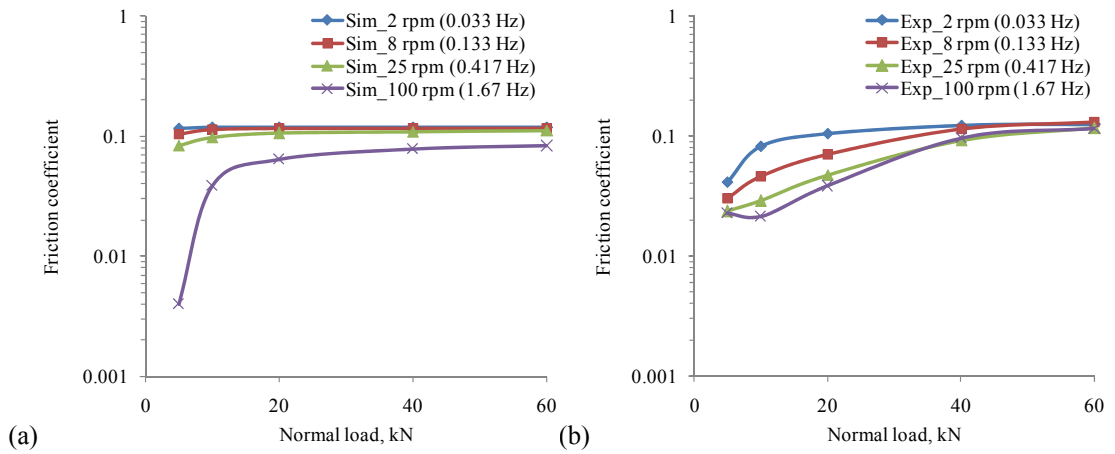 1
Sim_2 rpm (0.033 Hz)
Sim_8 rpm (0.133 Hz)
Sim_25 rpm (0.417 Hz)
Sim_100 rpm (1.67 Hz)
0.1
0.01
0.001
Friction coefficient
0
20
40
60
Normal load, kN
(a)
1
Exp_2 rpm (0.033 Hz)
Exp_8 rpm (0.133 Hz)
Exp_25 rpm (0.417 Hz)
Exp_100 rpm (1.67 Hz)
0.1
0.01
0.001
Friction coefficient
0
20
40
60
Normal load, kN
(b)